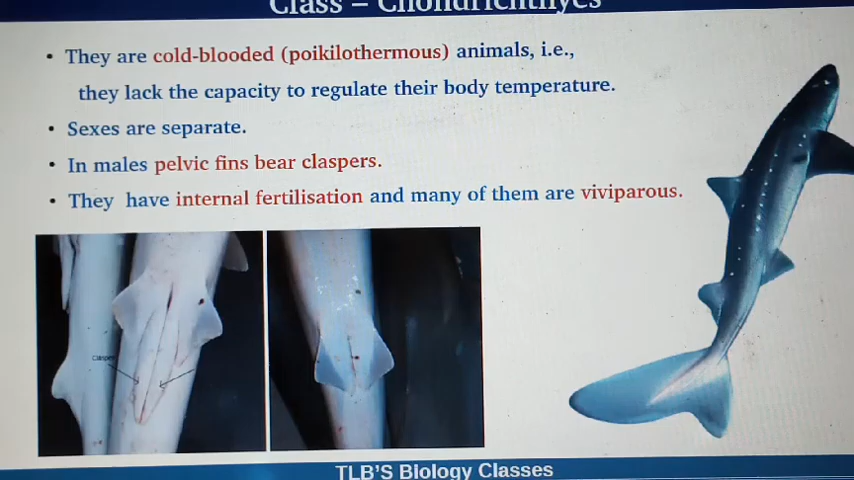 Class – Chondrichthyes
• They are cold-blooded (poikilothermous) animals, i.e.,
they lack the capacity to regulate their body temperature.
• Sexes are separate.
• In males pelvic fins bear claspers.
• They have internal fertilisation and many of them are viviparous.
Clasper
TLB'S Biology Classes